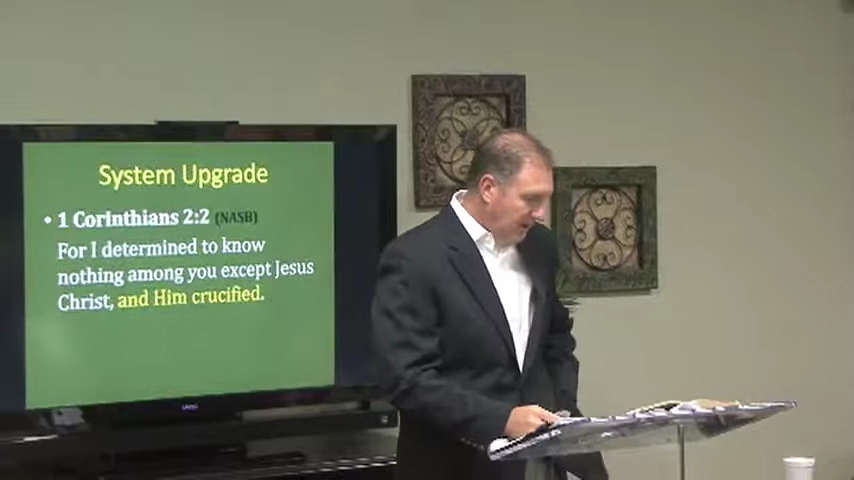 System Upgrade
• 1 Corinthians 2:2 (NASB)
For I determined to know
nothing among you except Jesus
Christ, and Him crucified.